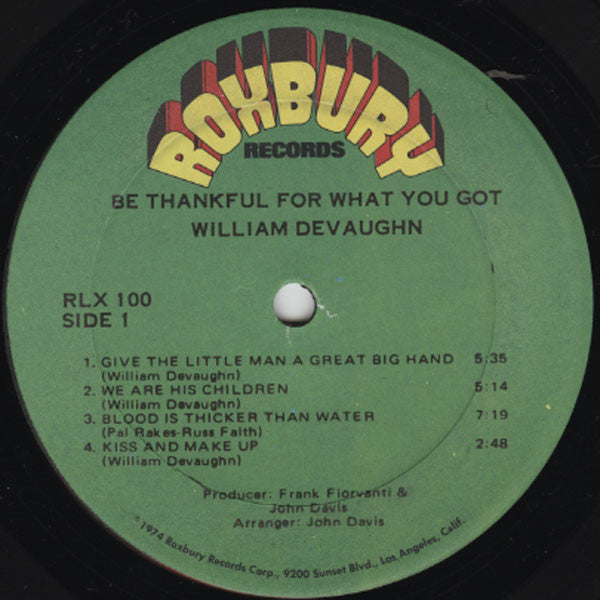 ROXBURY
RECORDS
BE THANKFUL FOR WHAT YOU GOT
WILLIAM DEVAUGHN
RLX 100
SIDE 1
1. GIVE THE LITTLE MAN A GREAT BIG HAND 5:35
(William Devaughn)
2. WE ARE HIS CHILDREN 5:14
(William Devaughn)
3. BLOOD IS THICKER THAN WATER 7:19
(Pal Rakes-Russ Faith)
4. KISS AND MAKE UP 2:48
(William Devaughn)
Producer: Frank Fiorvanti &
John Davis
Arranger: John Davis
©1974 Roxbury Records Corp., 9200 Sunset Blvd., Los Angeles, Calif.